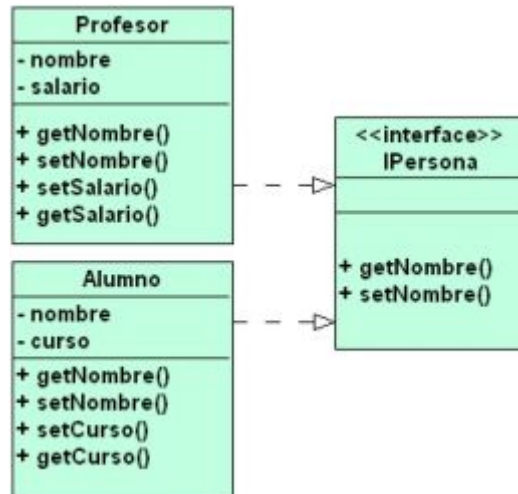 Profesor
- nombre
- salario
+ getNombre()
+ setNombre()
+ setSalario()
+ getSalario()
<<interface>>
IPersona
+ getNombre()
+ setNombre()
Alumno
- nombre
- curso
+ getNombre()
+ setNombre()
+ setCurso()
+ getCurso()